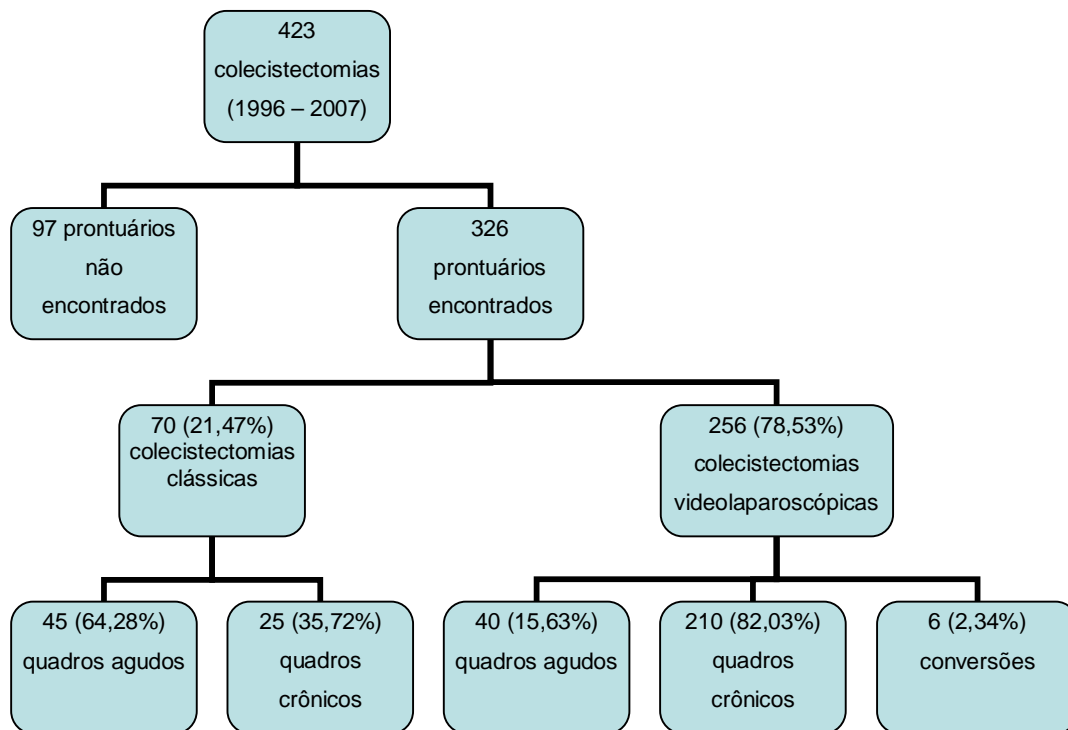 423
colecistectomias
(1996 – 2007)
97 prontuários
não
encontrados
326
prontuários
encontrados
70 (21,47%)
colecistectomias
clássicas
256 (78,53%)
colecistectomias
videolaparoscópicas
45 (64,28%)
quadros agudos
25 (35,72%)
quadros
crônicos
40 (15,63%)
quadros agudos
210 (82,03%)
quadros
crônicos
6 (2,34%)
conversões